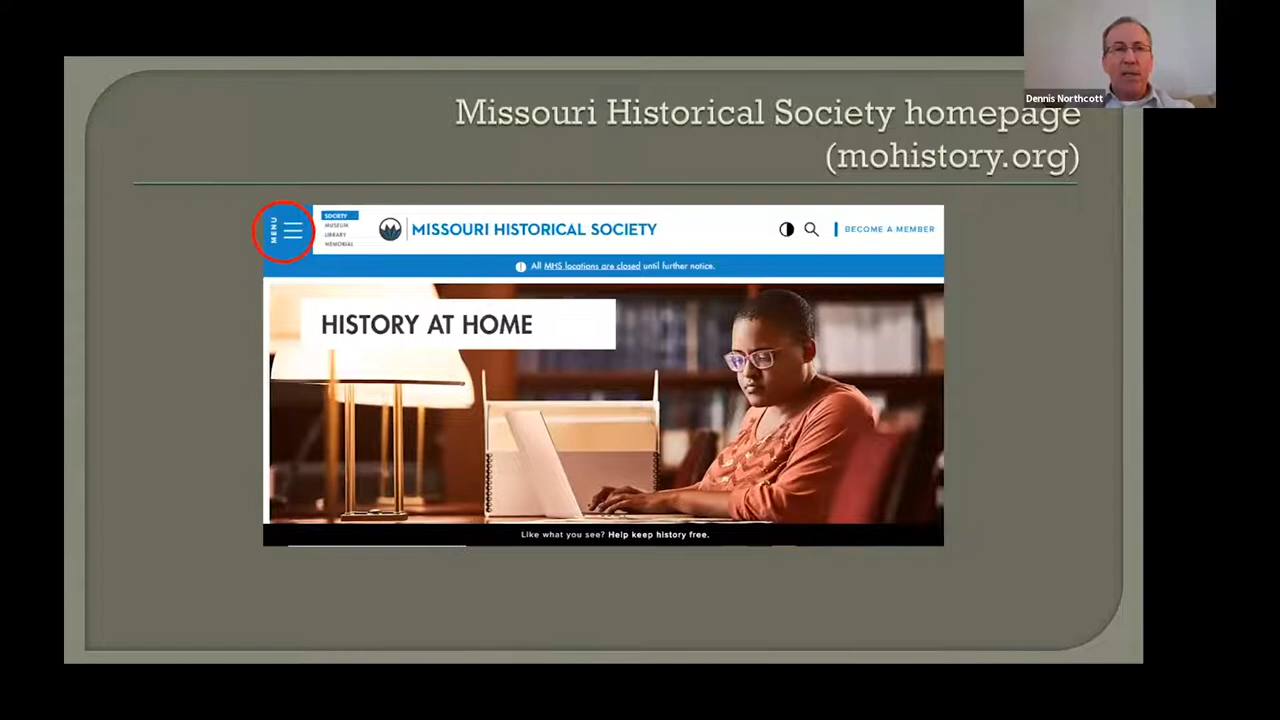 Missouri Historical Society homepage
(mohistory.org)
Dennis Northcott
MENU
SOCIETY
MUSEUM
LIBRARY
MEMORIAL
MISSOURI HISTORICAL SOCIETY
BECOME A MEMBER
! All MHS locations are closed until further notice.
HISTORY AT HOME
Like what you see? Help keep history free.